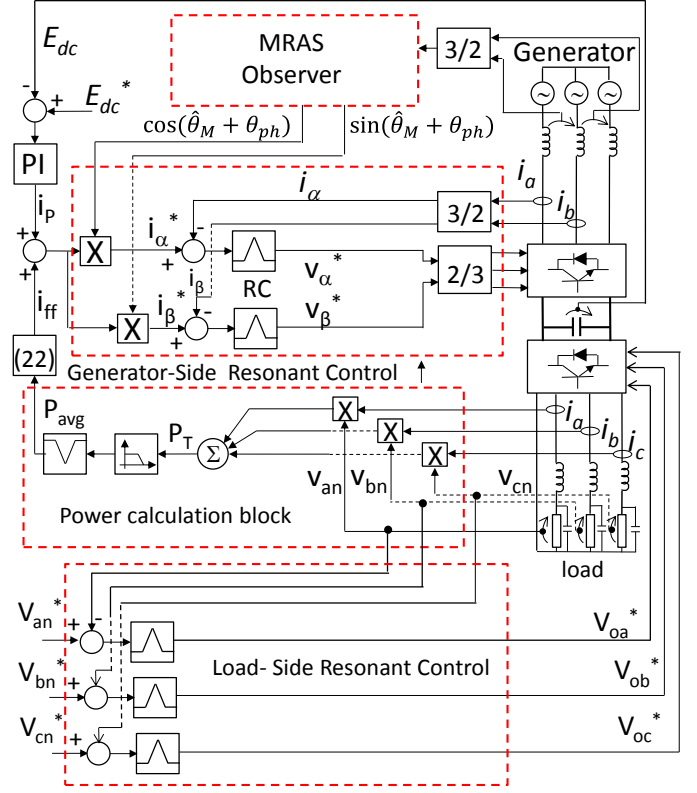 E_dc
MRAS
Observer
3/2
Generator
~ ~ ~
-
+
E_dc*
cos(θ̂_M + θ_ph)
sin(θ̂_M + θ_ph)
PI
i_P
i_α
3/2
i_a
i_b
+
+
X
i_α*
-
+
RC
v_α*
2/3
i_ff
X
i_β*
i_β
-
+
v_β*
(22)
Generator-Side Resonant Control
P_avg
P_T
Σ
X
X
X
i_a
i_b
i_c
v_an
v_bn
v_cn
Power calculation block
load
V_an*
+
-
V_oa*
Load- Side Resonant Control
V_bn*
+
V_ob*
V_cn*
+
V_oc*